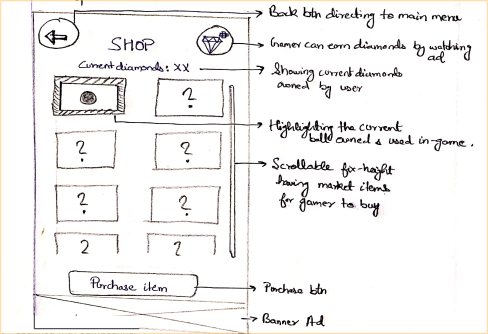 Back btn directing to main menu
SHOP
Gamer can earn diamonds by watching
ad
Current diamonds: XX
Showing current diamonds
owned by user
?
Highlighting the current
ball owned & used in-game.
? ?
Scrollable fix-height
having market items
for gamer to buy
? ?
? ?
Purchase item
Purchase btn
Banner Ad